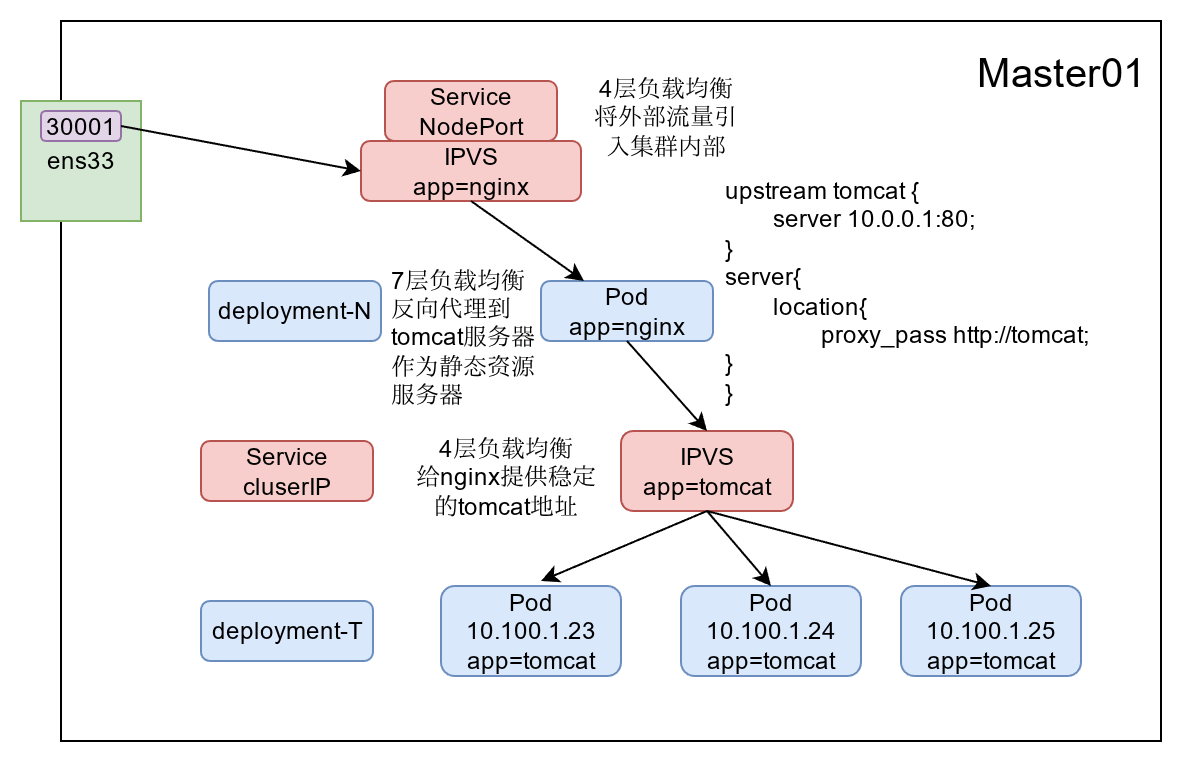 Master01
30001
ens33
Service
NodePort
IPVS
app=nginx
4层负载均衡
将外部流量引
入集群内部
upstream tomcat {
server 10.0.0.1:80;
}
server{
location{
proxy_pass http://tomcat;
}
}
deployment-N
7层负载均衡
反向代理到
tomcat服务器
作为静态资源
服务器
Pod
app=nginx
Service
cluserIP
4层负载均衡
给nginx提供稳定
的tomcat地址
IPVS
app=tomcat
deployment-T
Pod
10.100.1.23
app=tomcat
Pod
10.100.1.24
app=tomcat
Pod
10.100.1.25
app=tomcat